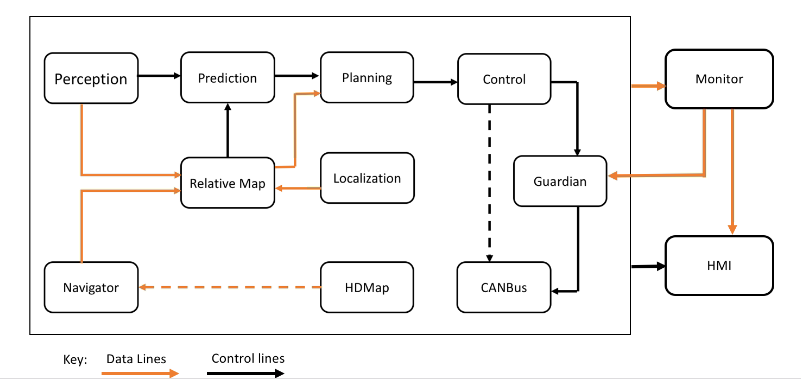 Perception
Prediction
Planning
Control
Monitor
Relative Map
Localization
Guardian
Navigator
HDMap
CANBus
HMI
Key: Data Lines Control lines